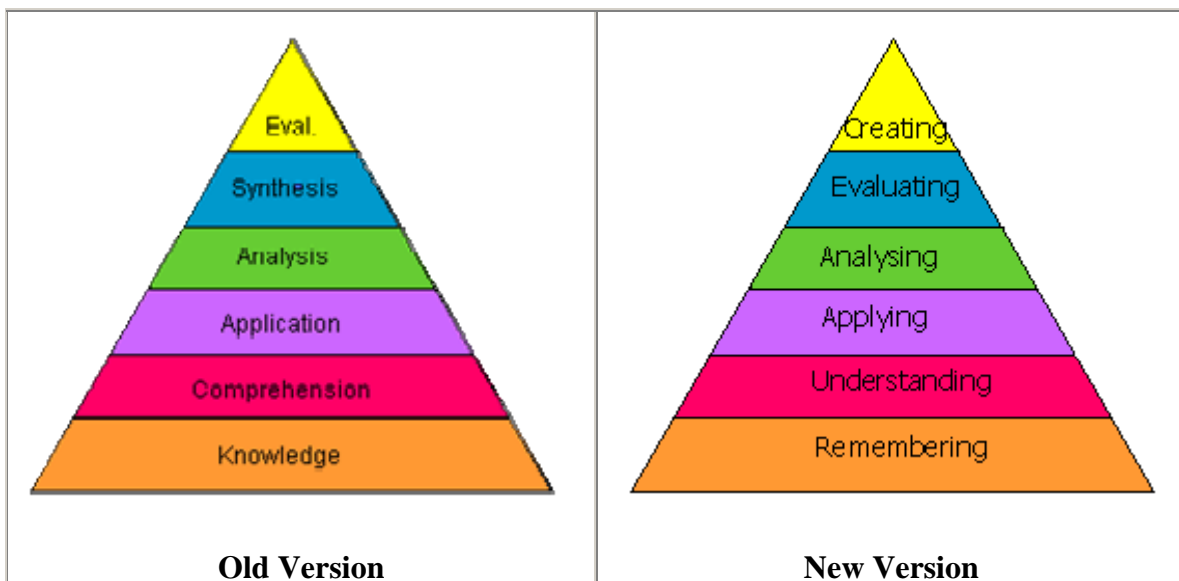 Eval.
Synthesis
Analysis
Application
Comprehension
Knowledge
Old Version
Creating
Evaluating
Analysing
Applying
Understanding
Remembering
New Version